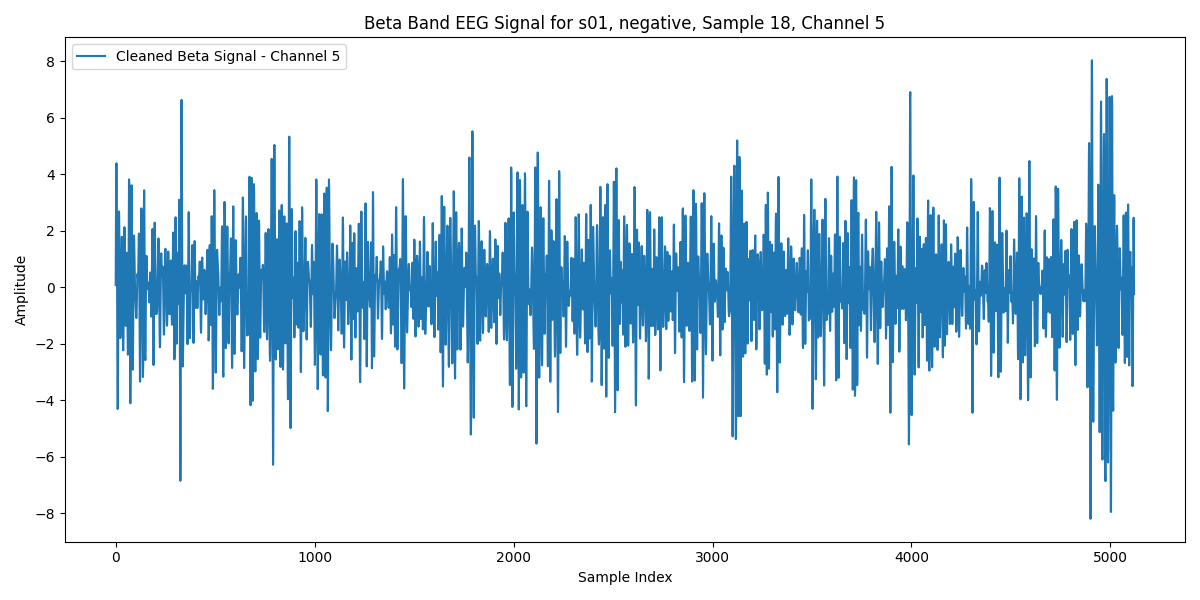 Beta Band EEG Signal for s01, negative, Sample 18, Channel 5
Cleaned Beta Signal - Channel 5
8
6
4
2
0
−2
−4
−6
−8
Amplitude
0 1000 2000 3000 4000 5000
Sample Index